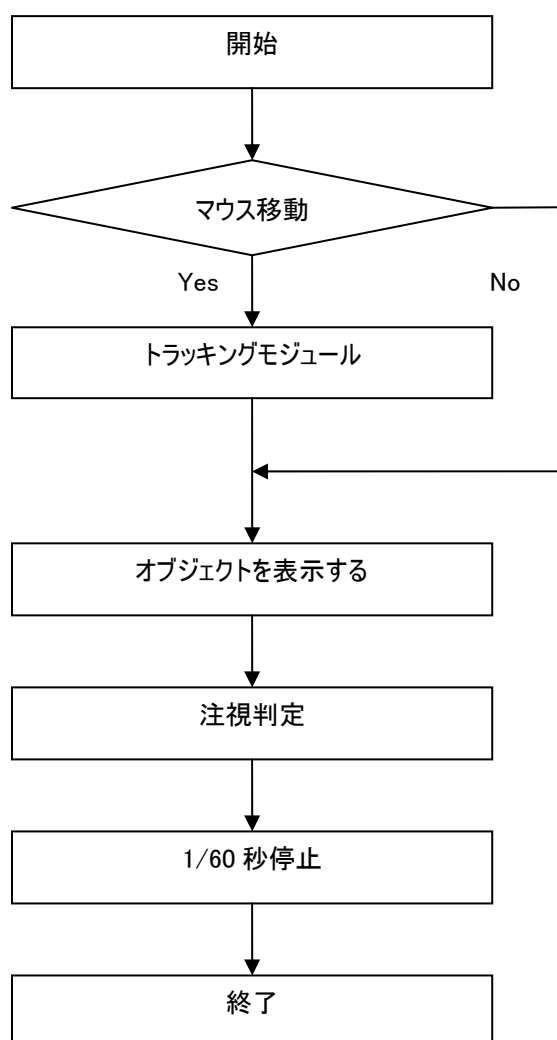 開始
マウス移動
Yes
No
トラッキングモジュール
オブジェクトを表示する
注視判定
1/60 秒停止
終了